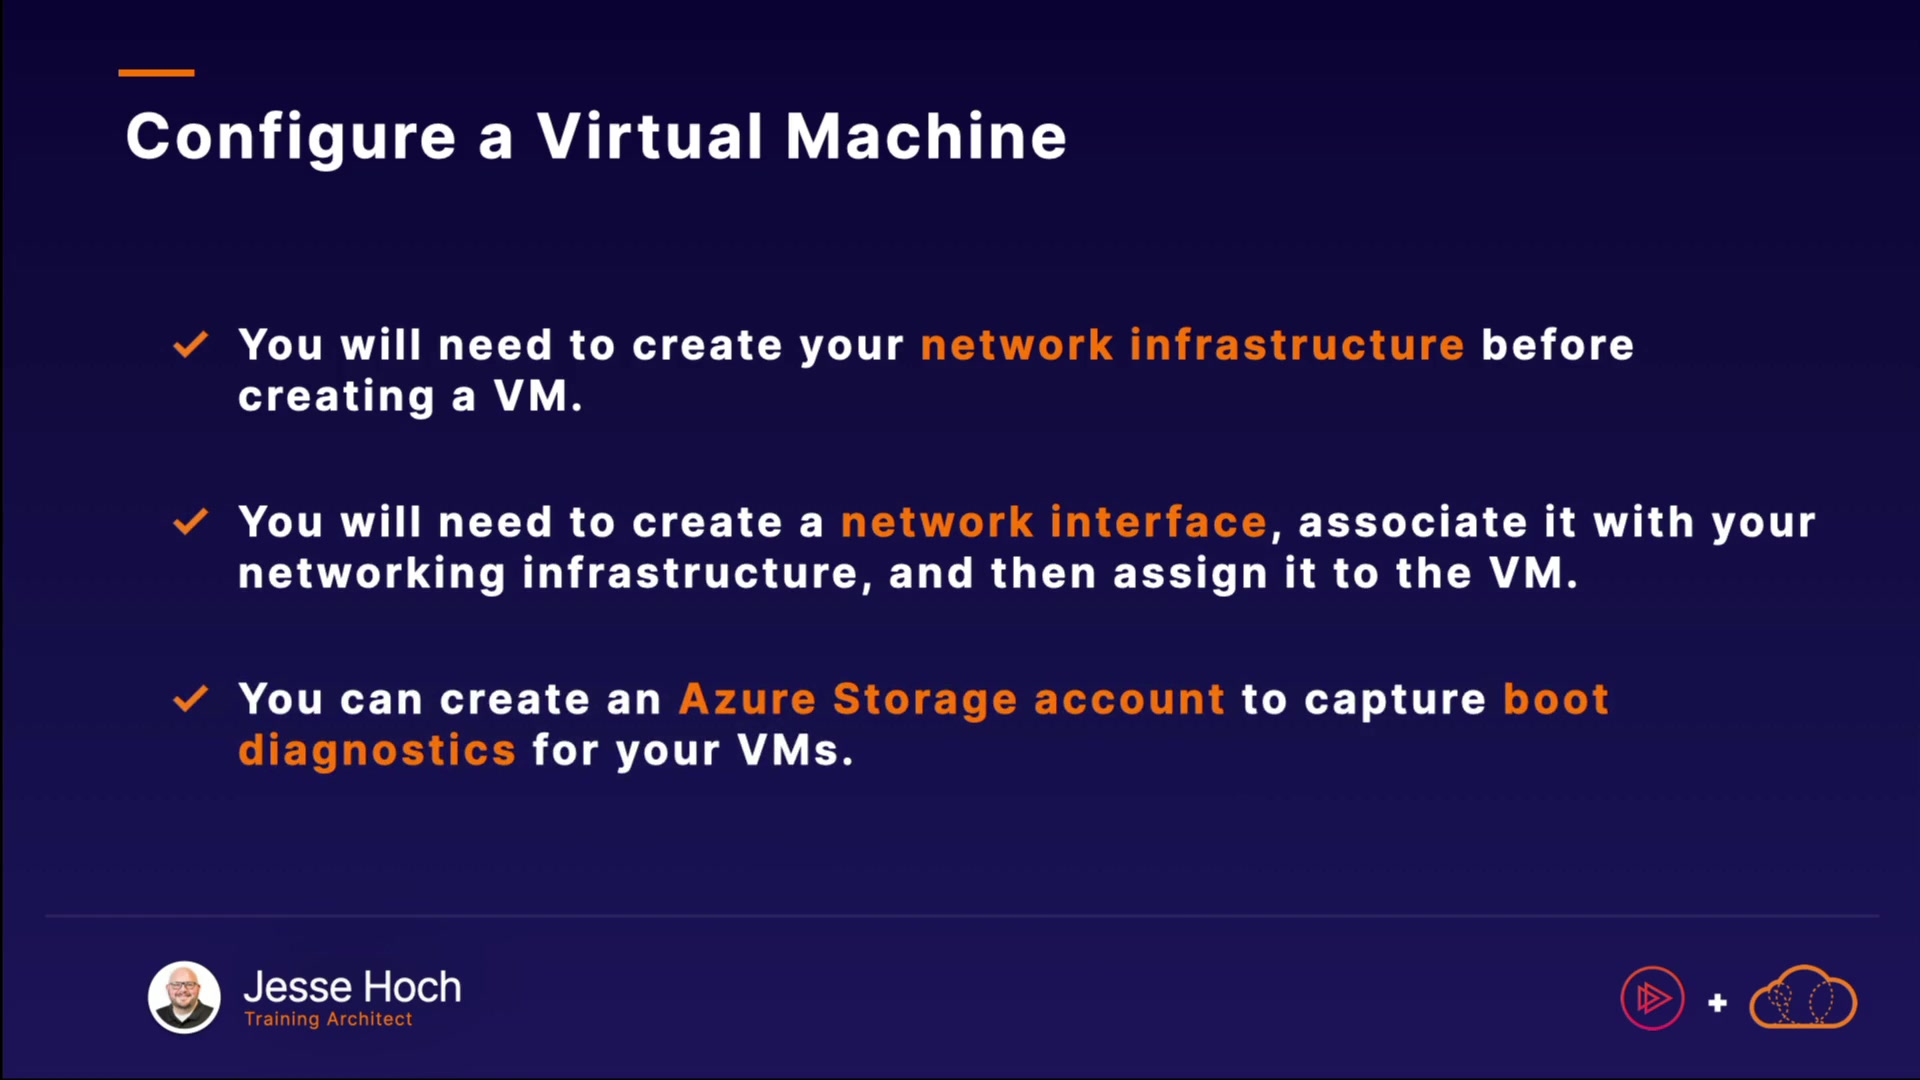 Configure a Virtual Machine
You will need to create your network infrastructure before
creating a VM.
You will need to create a network interface, associate it with your
networking infrastructure, and then assign it to the VM.
You can create an Azure Storage account to capture boot
diagnostics for your VMs.
Jesse Hoch
Training Architect
+